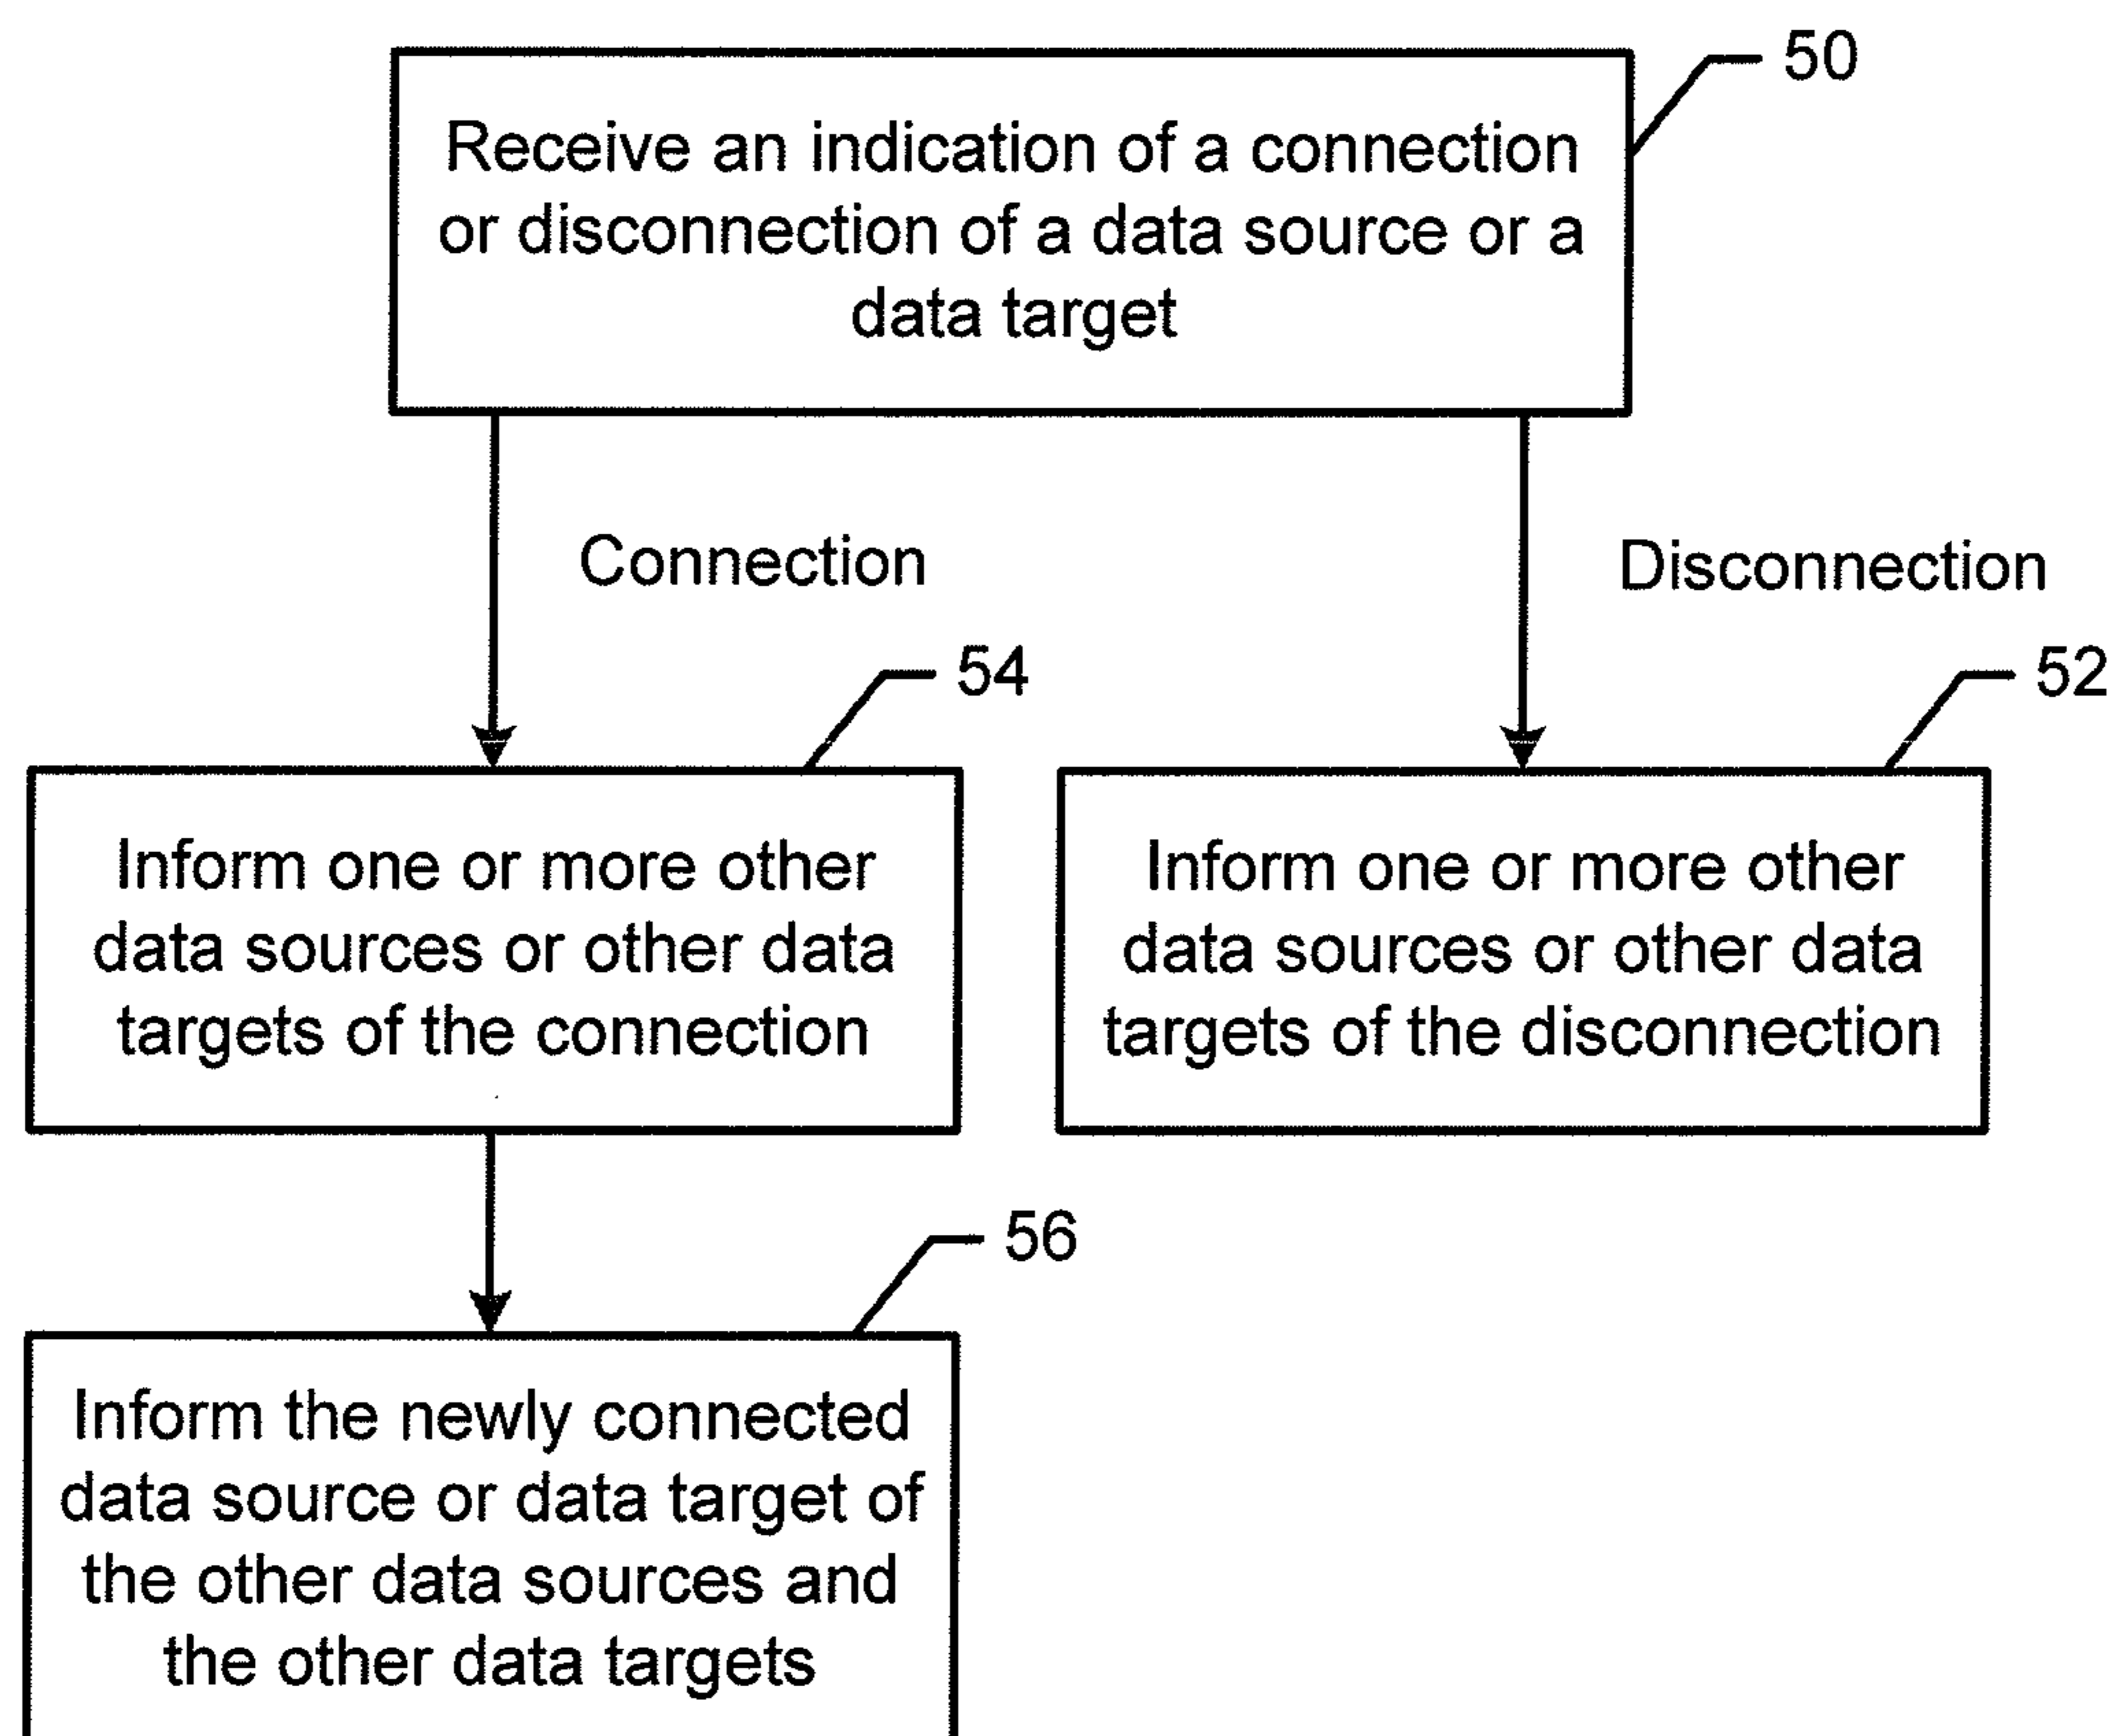 50
Receive an indication of a connection
or disconnection of a data source or a
data target
Connection
Disconnection
54
52
Inform one or more other
data sources or other data
targets of the connection
Inform one or more other
data sources or other data
targets of the disconnection
56
Inform the newly connected
data source or data target of
the other data sources and
the other data targets